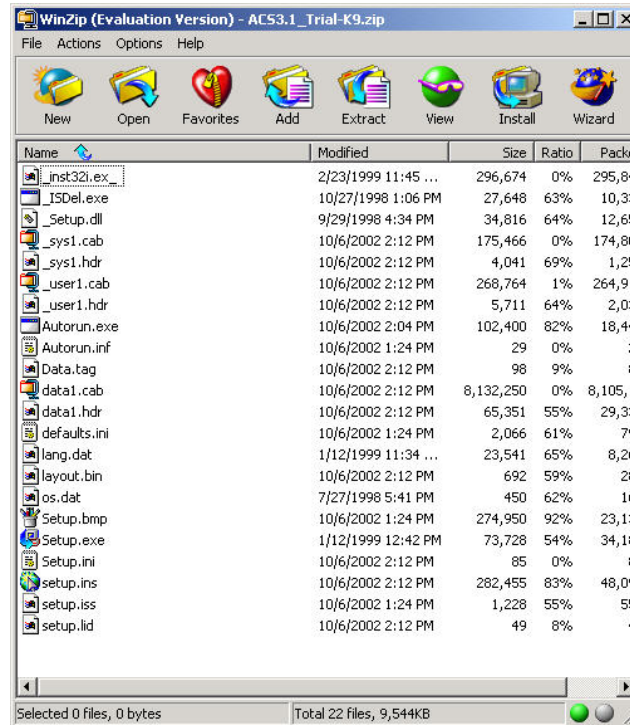 WinZip (Evaluation Version) - ACS3.1_Trial-K9.zip
File Actions Options Help
New Open Favorites Add Extract View Install Wizard
Name Modified Size Ratio
_inst32i.ex_ 2/23/1999 11:45 ... 296,674 0%
_ISDel.exe 10/27/1998 1:06 PM 27,648 63%
_Setup.dll 9/29/1998 4:34 PM 34,816 64%
_sys1.cab 10/6/2002 2:12 PM 175,466 0%
_sys1.hdr 10/6/2002 2:12 PM 4,041 69%
_user1.cab 10/6/2002 2:12 PM 268,764 1%
_user1.hdr 10/6/2002 2:12 PM 5,711 64%
Autorun.exe 10/6/2002 2:04 PM 102,400 82%
Autorun.inf 10/6/2002 1:24 PM 29 0%
Data.tag 10/6/2002 2:12 PM 98 9%
data1.cab 10/6/2002 2:12 PM 8,132,250 0% 8,105,
data1.hdr 10/6/2002 2:12 PM 65,351 55%
defaults.ini 10/6/2002 1:24 PM 2,066 61%
lang.dat 1/12/1999 11:34 ... 23,541 65%
layout.bin 10/6/2002 2:12 PM 692 59%
os.dat 7/27/1998 5:41 PM 450 62%
Setup.bmp 10/6/2002 1:24 PM 274,950 92%
Setup.exe 1/12/1999 12:42 PM 73,728 54%
Setup.ini 10/6/2002 2:12 PM 85 0%
setup.ins 10/6/2002 2:12 PM 282,455 83%
setup.iss 10/6/2002 1:24 PM 1,228 55%
setup.lid 10/6/2002 2:12 PM 49 8%
Selected 0 files, 0 bytes Total 22 files, 9,544KB